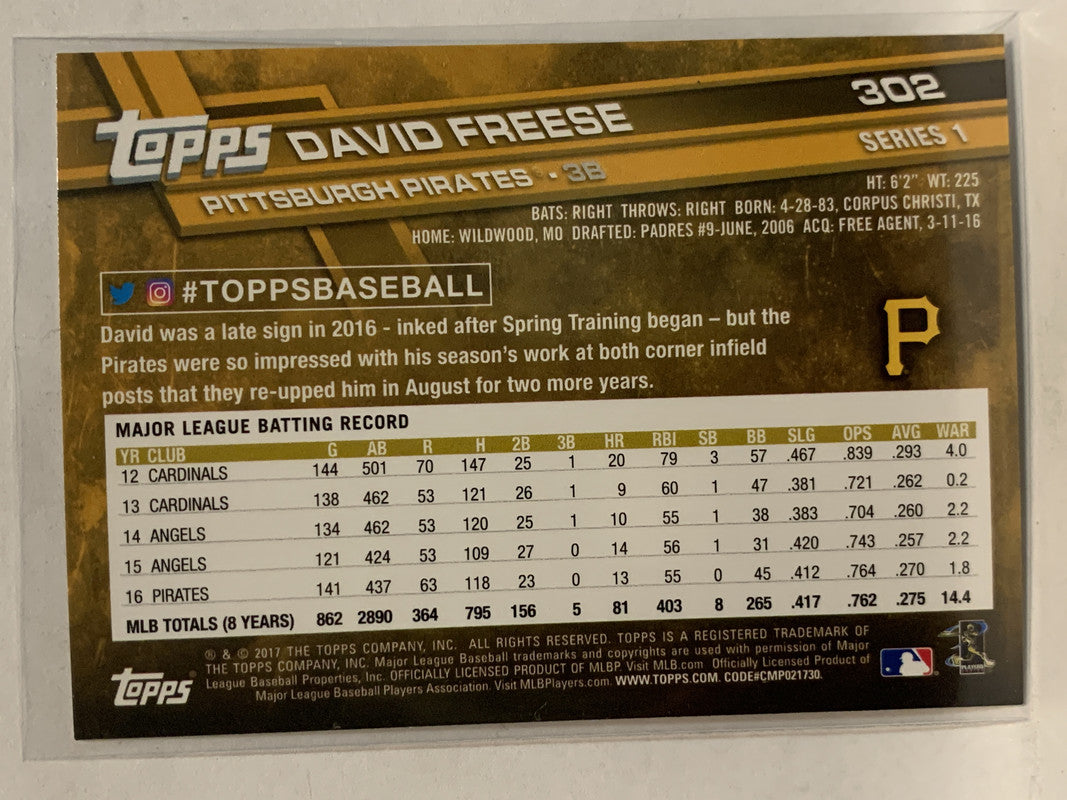 302
TOPPS DAVID FREESE
SERIES 1
PITTSBURGH PIRATES - 3B
HT: 6'2" WT: 225
BATS: RIGHT THROWS: RIGHT BORN: 4-28-83, CORPUS CHRISTI, TX
HOME: WILDWOOD, MO DRAFTED: PADRES #9-JUNE, 2006 ACQ: FREE AGENT, 3-11-16
#TOPPSBASEBALL
David was a late sign in 2016 - inked after Spring Training began – but the
Pirates were so impressed with his season's work at both corner infield
posts that they re-upped him in August for two more years.
P
MAJOR LEAGUE BATTING RECORD
YR CLUB G AB R H 2B 3B HR RBI SB BB SLG OPS AVG WAR
12 CARDINALS 144 501 70 147 25 1 20 79 3 57 .467 .839 .293 4.0
13 CARDINALS 138 462 53 121 26 1 9 60 1 47 .381 .721 .262 0.2
14 ANGELS 134 462 53 120 25 1 10 55 1 38 .383 .704 .260 2.2
15 ANGELS 121 424 53 109 27 0 14 56 1 31 .420 .743 .257 2.2
16 PIRATES 141 437 63 118 23 0 13 55 0 45 .412 .764 .270 1.8
MLB TOTALS (8 YEARS) 862 2890 364 795 156 5 81 403 8 265 .417 .762 .275 14.4
® & © 2017 THE TOPPS COMPANY, INC. ALL RIGHTS RESERVED. TOPPS IS A REGISTERED TRADEMARK OF
THE TOPPS COMPANY, INC. Major League Baseball trademarks and copyrights are used with permission of Major
League Baseball Properties, Inc. OFFICIALLY LICENSED PRODUCT OF MLBP. Visit MLB.com Officially Licensed Product of
Major League Baseball Players Association. Visit MLBPlayers.com. WWW.TOPPS.COM. CODE#CMP021730.
TOPPS
PLAYERS